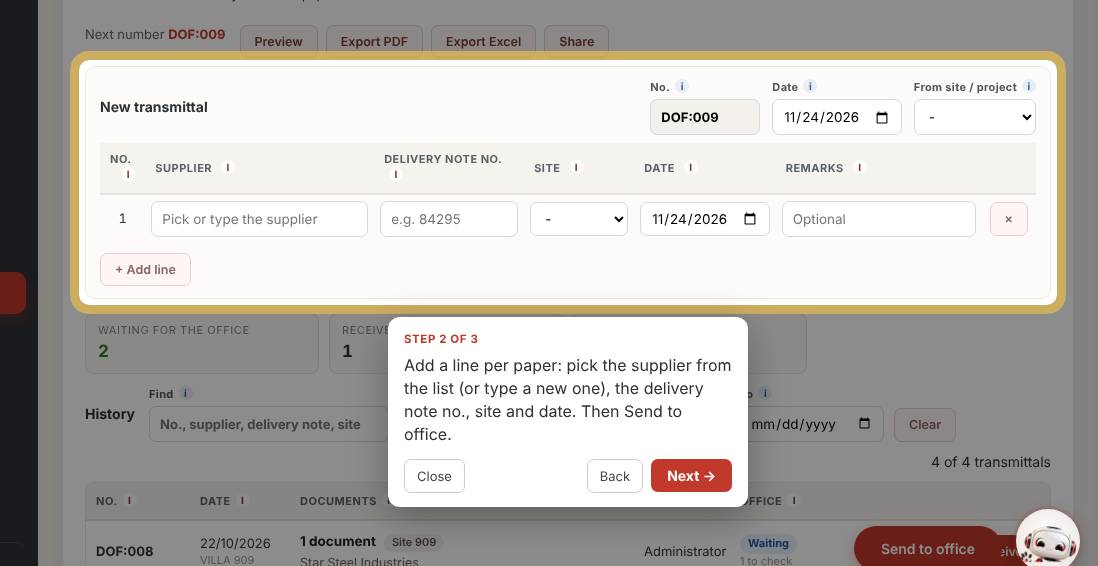 Next number DOF:009
Preview
Export PDF
Export Excel
Share
New transmittal
No. i
Date i
From site / project i
DOF:009
11/24/2026
-
NO. I
SUPPLIER I
DELIVERY NOTE NO. I
SITE I
DATE I
REMARKS I
1
Pick or type the supplier
e.g. 84295
-
11/24/2026
Optional
×
+ Add line
WAITING FOR THE OFFICE
2
1
STEP 2 OF 3
Add a line per paper: pick the supplier from
the list (or type a new one), the delivery
note no., site and date. Then Send to
office.
Close
Back
Next →
History
Find i
No., supplier, delivery note, site
mm/dd/yyyy
Clear
4 of 4 transmittals
NO. I
DATE I
DOCUMENTS
I
DOF:008
22/10/2026
VILLA 909
1 document
Site 909
Star Steel Industries
Administrator
Waiting
1 to check
Send to office